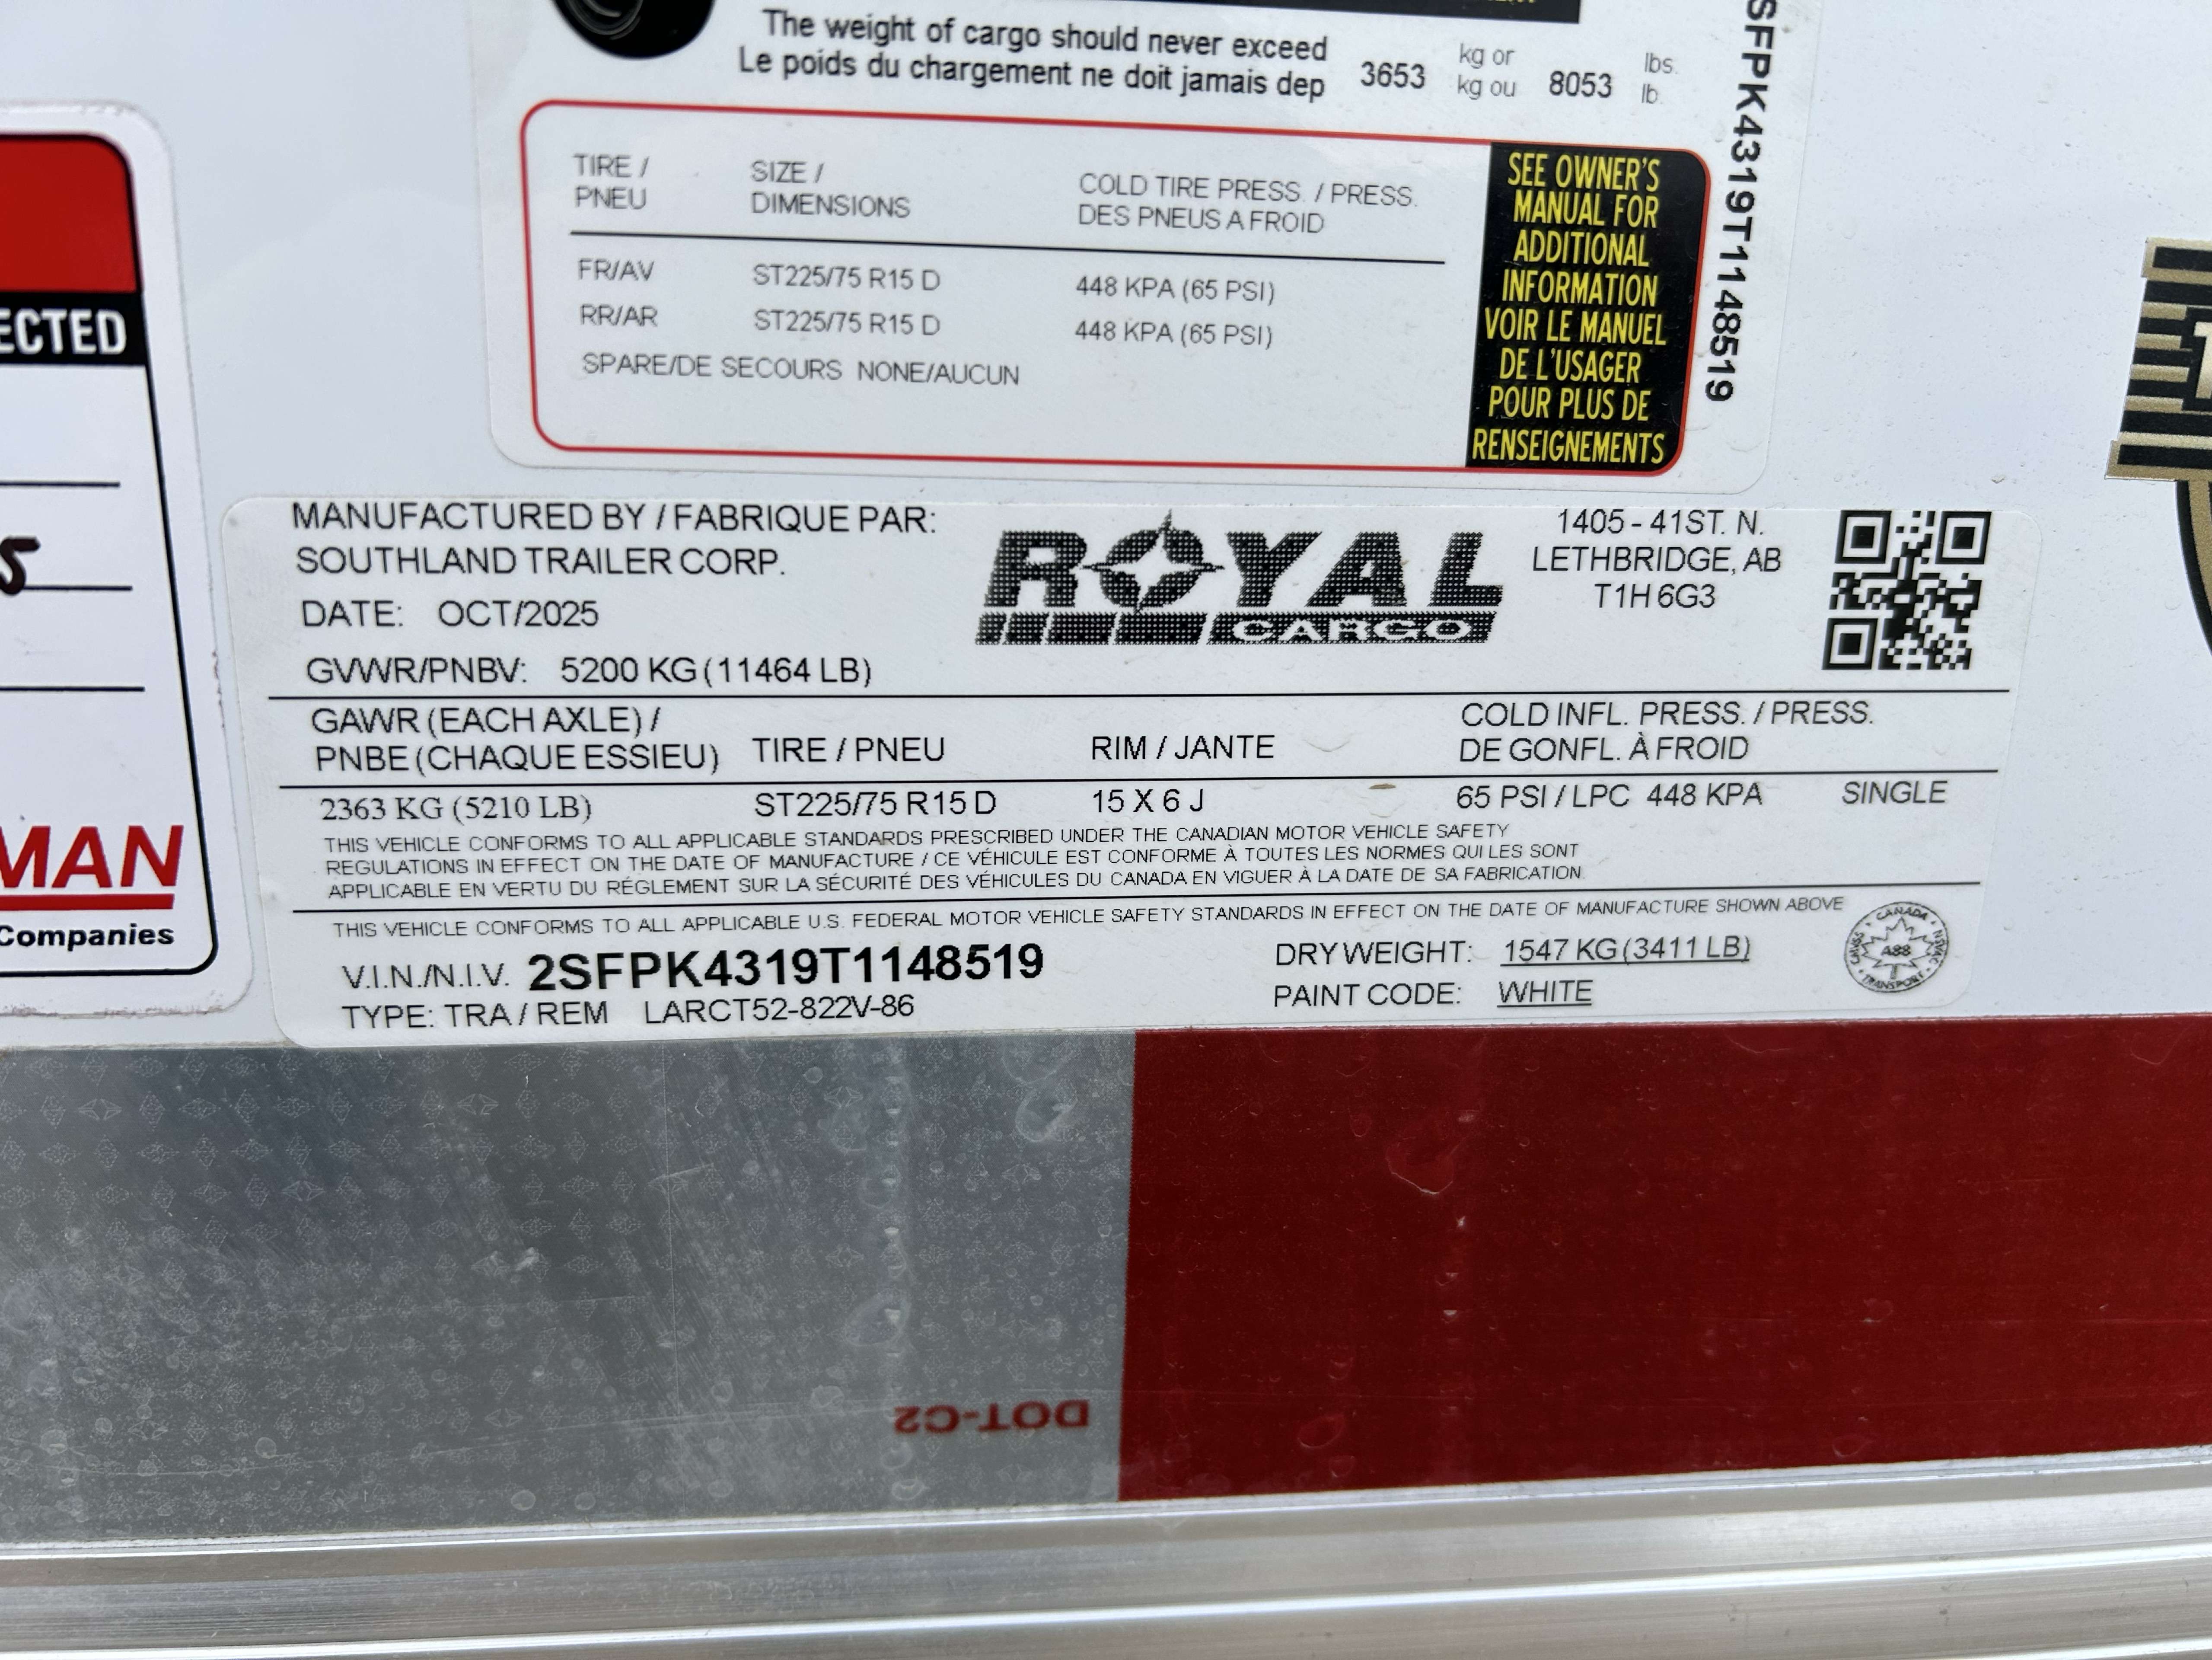 The weight of cargo should never exceed
Le poids du chargement ne doit jamais dep
3653 kg or kg ou 8053 lbs. lb.
TIRE / PNEU
SIZE / DIMENSIONS
COLD TIRE PRESS. / PRESS. DES PNEUS A FROID
FR/AV ST225/75 R15 D 448 KPA (65 PSI)
RR/AR ST225/75 R15 D 448 KPA (65 PSI)
SPARE/DE SECOURS NONE/AUCUN
SEE OWNER'S
MANUAL FOR
ADDITIONAL
INFORMATION
VOIR LE MANUEL
DE L'USAGER
POUR PLUS DE
RENSEIGNEMENTS
SFPK4319T1148519
ECTED
5
MAN
Companies
MANUFACTURED BY / FABRIQUE PAR:
SOUTHLAND TRAILER CORP.
DATE: OCT/2025
GVWR/PNBV: 5200 KG (11464 LB)
ROYAL
CARGO
1405 - 41ST. N.
LETHBRIDGE, AB
T1H 6G3
GAWR (EACH AXLE) /
PNBE (CHAQUE ESSIEU) TIRE / PNEU RIM / JANTE
COLD INFL. PRESS. / PRESS.
DE GONFL. À FROID
2363 KG (5210 LB) ST225/75 R15 D 15 X 6 J 65 PSI / LPC 448 KPA SINGLE
THIS VEHICLE CONFORMS TO ALL APPLICABLE STANDARDS PRESCRIBED UNDER THE CANADIAN MOTOR VEHICLE SAFETY
REGULATIONS IN EFFECT ON THE DATE OF MANUFACTURE / CE VÉHICULE EST CONFORME À TOUTES LES NORMES QUI LES SONT
APPLICABLE EN VERTU DU RÉGLEMENT SUR LA SÉCURITÉ DES VÉHICULES DU CANADA EN VIGUER À LA DATE DE SA FABRICATION.
THIS VEHICLE CONFORMS TO ALL APPLICABLE U.S. FEDERAL MOTOR VEHICLE SAFETY STANDARDS IN EFFECT ON THE DATE OF MANUFACTURE SHOWN ABOVE
V.I.N./N.I.V. 2SFPK4319T1148519
TYPE: TRA / REM LARCT52-822V-86
DRY WEIGHT: 1547 KG (3411 LB)
PAINT CODE: WHITE
CANADA
A88
TRANSPORT
DOT-C2